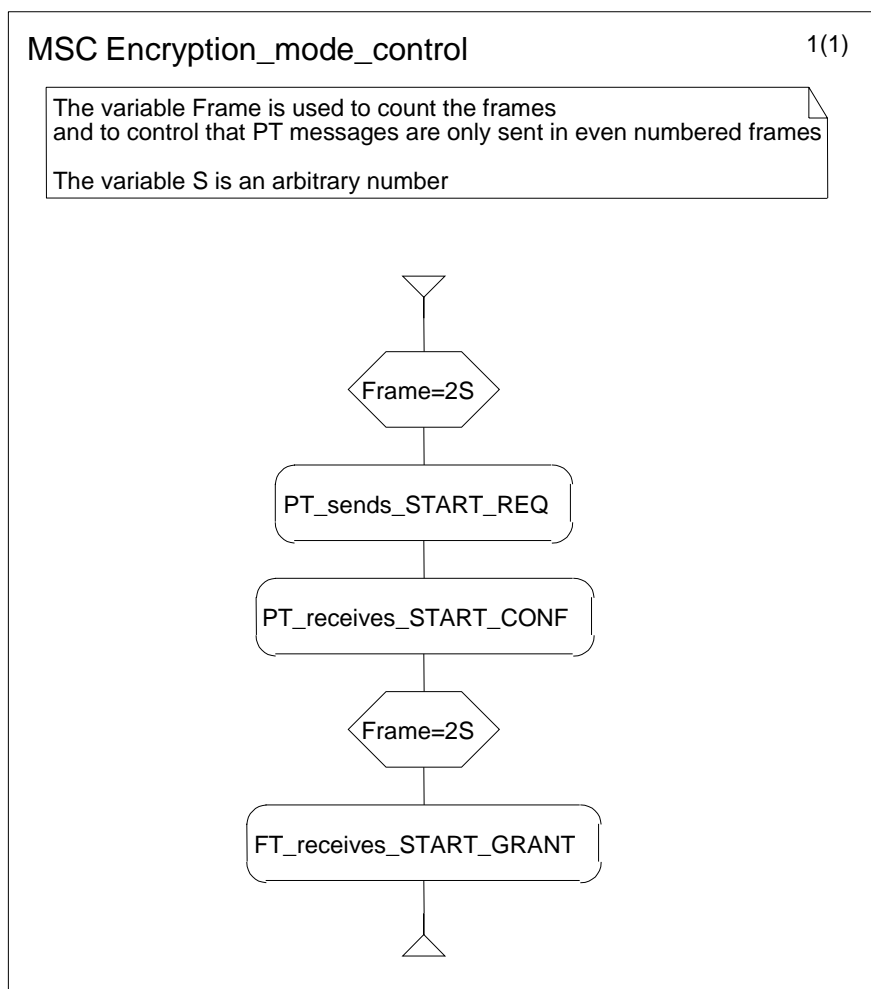 MSC Encryption_mode_control
1(1)
The variable Frame is used to count the frames
and to control that PT messages are only sent in even numbered frames
The variable S is an arbitrary number
Frame=2S
PT_sends_START_REQ
PT_receives_START_CONF
Frame=2S
FT_receives_START_GRANT